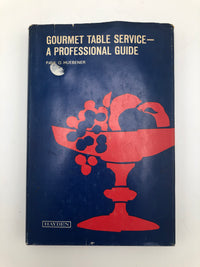 GOURMET TABLE SERVICE—
A PROFESSIONAL GUIDE
PAUL O. HUEBENER
HAYDEN